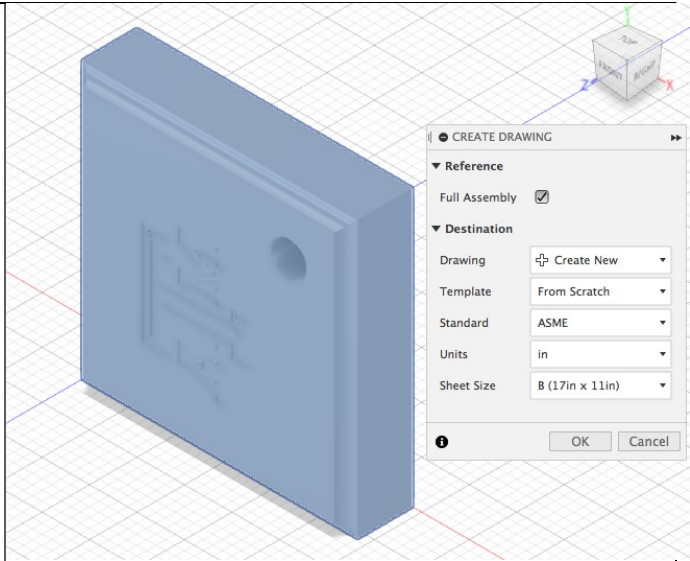 Y
TOP
FRONT
RIGHT
Z
X
CREATE DRAWING
Reference
Full Assembly
Destination
Drawing Create New
Template From Scratch
Standard ASME
Units in
Sheet Size B (17in x 11in)
OK Cancel